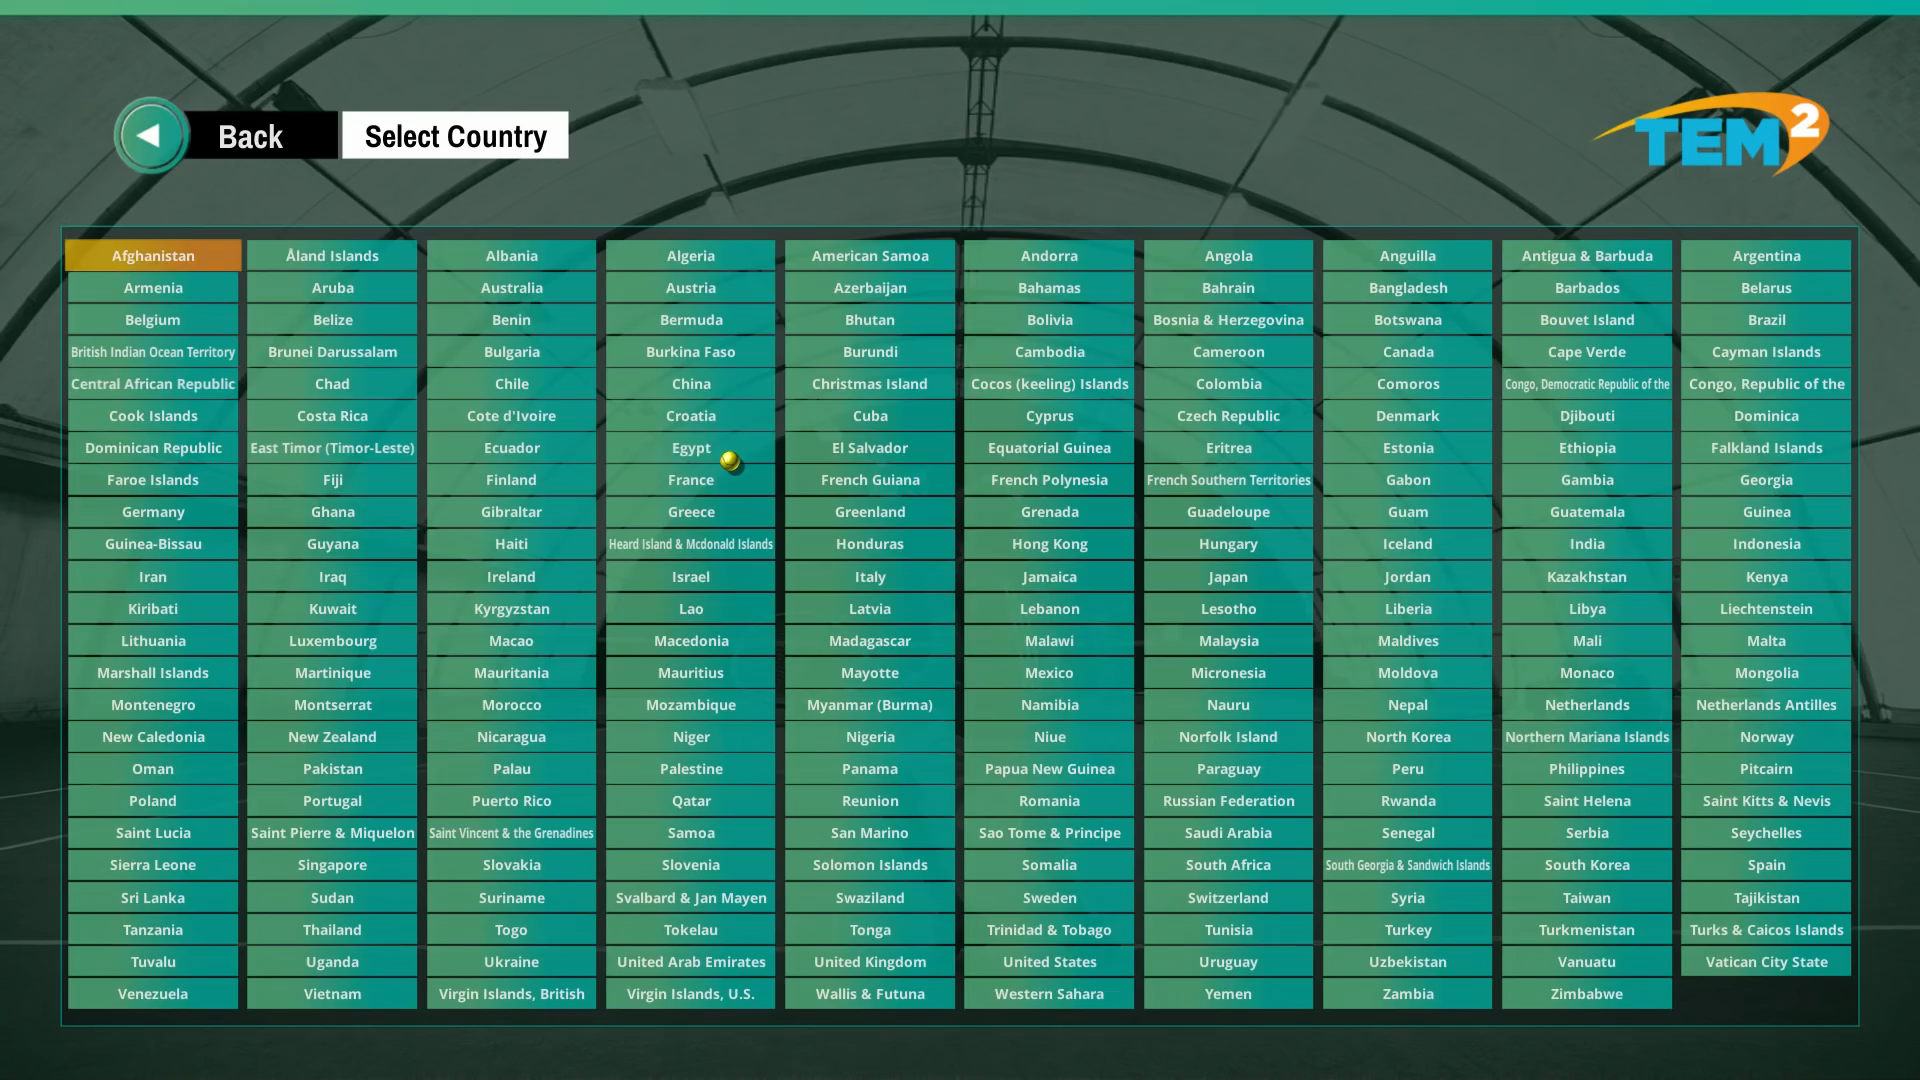 Back
Select Country
TEM2
Afghanistan
Åland Islands
Albania
Algeria
American Samoa
Andorra
Angola
Anguilla
Antigua & Barbuda
Argentina
Armenia
Aruba
Australia
Austria
Azerbaijan
Bahamas
Bahrain
Bangladesh
Barbados
Belarus
Belgium
Belize
Benin
Bermuda
Bhutan
Bolivia
Bosnia & Herzegovina
Botswana
Bouvet Island
Brazil
British Indian Ocean Territory
Brunei Darussalam
Bulgaria
Burkina Faso
Burundi
Cambodia
Cameroon
Canada
Cape Verde
Cayman Islands
Central African Republic
Chad
Chile
China
Christmas Island
Cocos (keeling) Islands
Colombia
Comoros
Congo, Democratic Republic of the
Congo, Republic of the
Cook Islands
Costa Rica
Cote d'Ivoire
Croatia
Cuba
Cyprus
Czech Republic
Denmark
Djibouti
Dominica
Dominican Republic
East Timor (Timor-Leste)
Ecuador
Egypt
El Salvador
Equatorial Guinea
Eritrea
Estonia
Ethiopia
Falkland Islands
Faroe Islands
Fiji
Finland
France
French Guiana
French Polynesia
French Southern Territories
Gabon
Gambia
Georgia
Germany
Ghana
Gibraltar
Greece
Greenland
Grenada
Guadeloupe
Guam
Guatemala
Guinea
Guinea-Bissau
Guyana
Haiti
Heard Island & Mcdonald Islands
Honduras
Hong Kong
Hungary
Iceland
India
Indonesia
Iran
Iraq
Ireland
Israel
Italy
Jamaica
Japan
Jordan
Kazakhstan
Kenya
Kiribati
Kuwait
Kyrgyzstan
Lao
Latvia
Lebanon
Lesotho
Liberia
Libya
Liechtenstein
Lithuania
Luxembourg
Macao
Macedonia
Madagascar
Malawi
Malaysia
Maldives
Mali
Malta
Marshall Islands
Martinique
Mauritania
Mauritius
Mayotte
Mexico
Micronesia
Moldova
Monaco
Mongolia
Montenegro
Montserrat
Morocco
Mozambique
Myanmar (Burma)
Namibia
Nauru
Nepal
Netherlands
Netherlands Antilles
New Caledonia
New Zealand
Nicaragua
Niger
Nigeria
Niue
Norfolk Island
North Korea
Northern Mariana Islands
Norway
Oman
Pakistan
Palau
Palestine
Panama
Papua New Guinea
Paraguay
Peru
Philippines
Pitcairn
Poland
Portugal
Puerto Rico
Qatar
Reunion
Romania
Russian Federation
Rwanda
Saint Helena
Saint Kitts & Nevis
Saint Lucia
Saint Pierre & Miquelon
Saint Vincent & the Grenadines
Samoa
San Marino
Sao Tome & Principe
Saudi Arabia
Senegal
Serbia
Seychelles
Sierra Leone
Singapore
Slovakia
Slovenia
Solomon Islands
Somalia
South Africa
South Georgia & Sandwich Islands
South Korea
Spain
Sri Lanka
Sudan
Suriname
Svalbard & Jan Mayen
Swaziland
Sweden
Switzerland
Syria
Taiwan
Tajikistan
Tanzania
Thailand
Togo
Tokelau
Tonga
Trinidad & Tobago
Tunisia
Turkey
Turkmenistan
Turks & Caicos Islands
Tuvalu
Uganda
Ukraine
United Arab Emirates
United Kingdom
United States
Uruguay
Uzbekistan
Vanuatu
Vatican City State
Venezuela
Vietnam
Virgin Islands, British
Virgin Islands, U.S.
Wallis & Futuna
Western Sahara
Yemen
Zambia
Zimbabwe